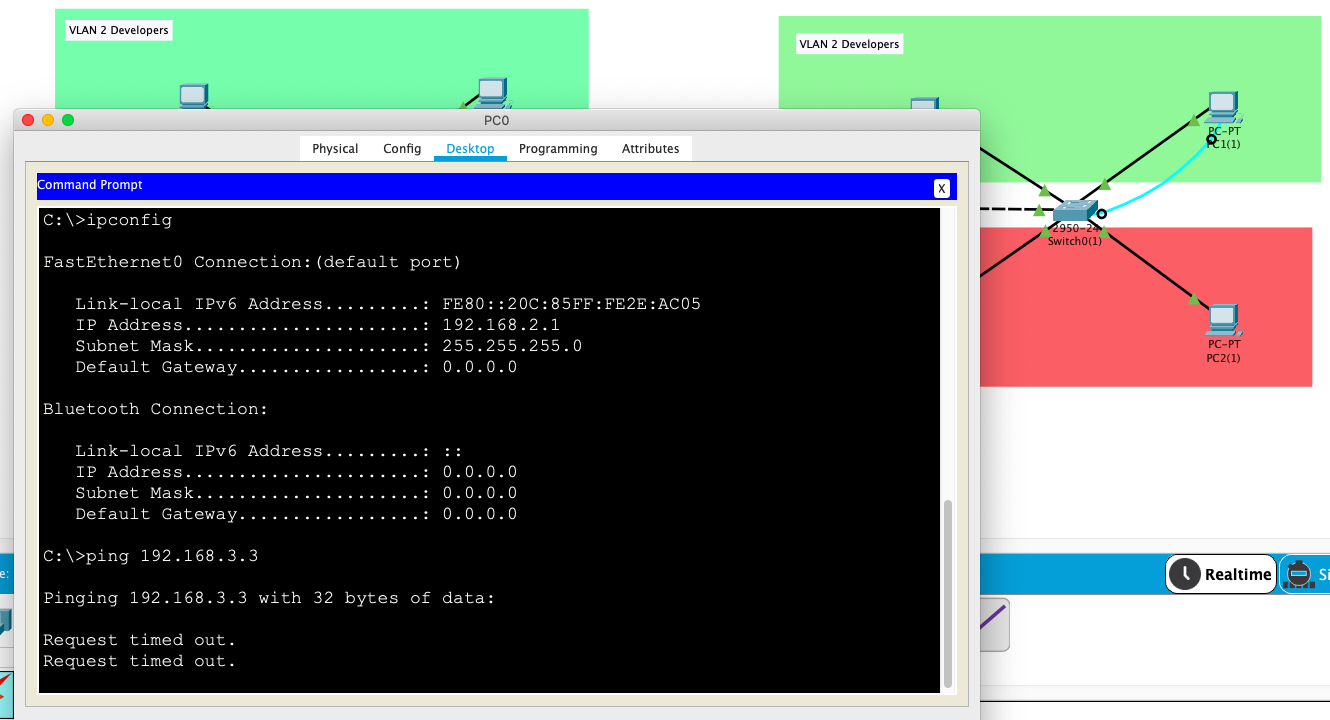 VLAN 2 Developers
VLAN 2 Developers
PC0
Physical
Config
Desktop
Programming
Attributes
Command Prompt
X
C:\>ipconfig
FastEthernet0 Connection:(default port)
Link-local IPv6 Address.........: FE80::20C:85FF:FE2E:AC05
IP Address......................: 192.168.2.1
Subnet Mask.....................: 255.255.255.0
Default Gateway.................: 0.0.0.0
Bluetooth Connection:
Link-local IPv6 Address.........: ::
IP Address......................: 0.0.0.0
Subnet Mask.....................: 0.0.0.0
Default Gateway.................: 0.0.0.0
C:\>ping 192.168.3.3
Pinging 192.168.3.3 with 32 bytes of data:
Request timed out.
Request timed out.
PC-PT
PC1(1)
2950-24
Switch0(1)
PC-PT
PC2(1)
e:
Realtime
Si